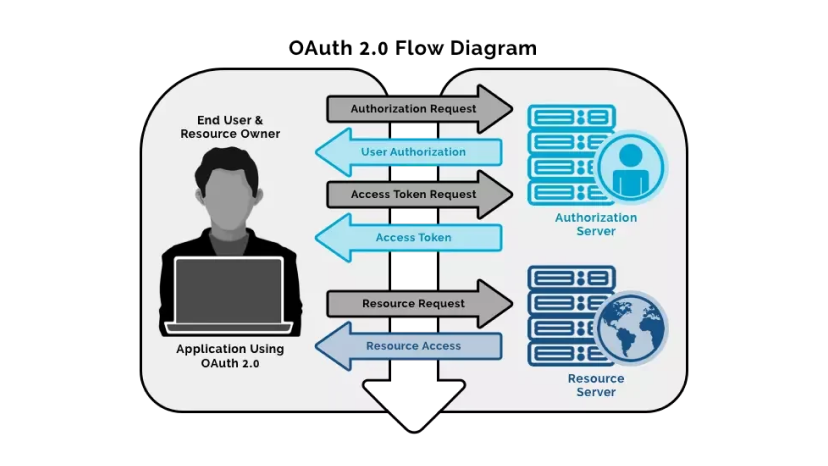 OAuth 2.0 Flow Diagram
End User &
Resource Owner
Application Using
OAuth 2.0
Authorization Request
User Authorization
Access Token Request
Access Token
Resource Request
Resource Access
Authorization
Server
Resource
Server